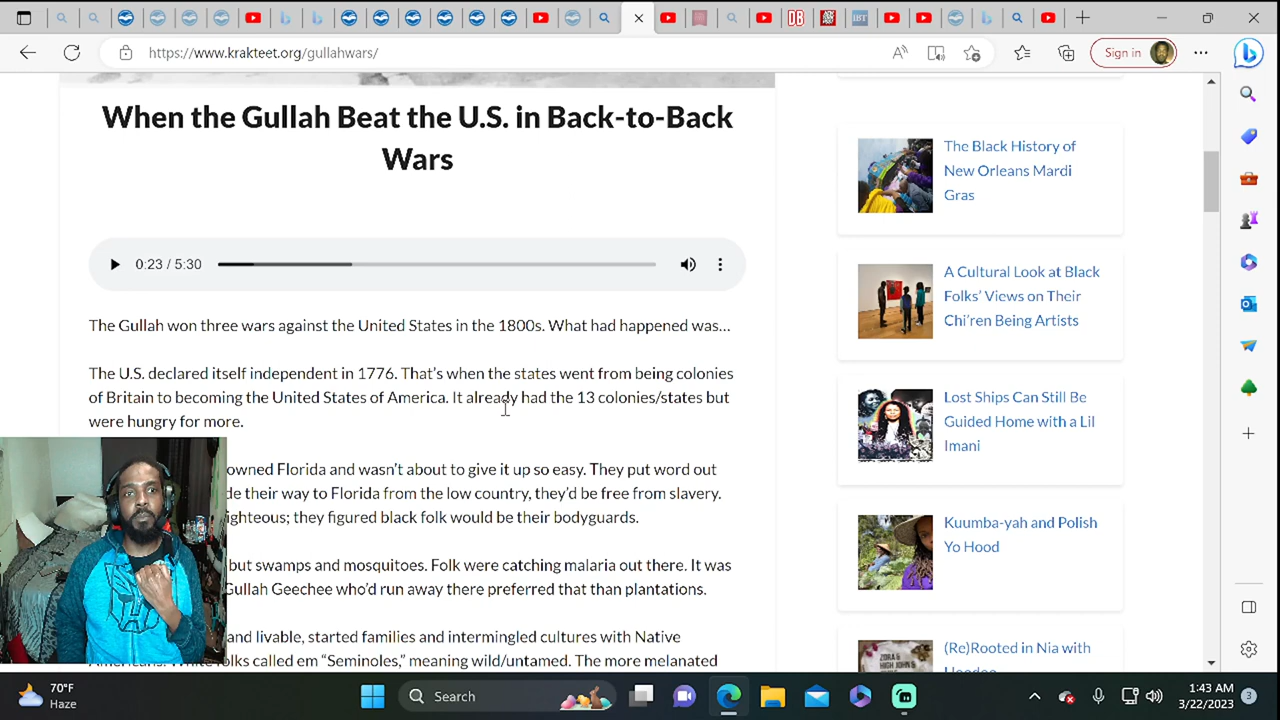 https://www.krakteet.org/gullahwars/
Sign in
When the Gullah Beat the U.S. in Back-to-Back
Wars
0:23 / 5:30
The Gullah won three wars against the United States in the 1800s. What had happened was...
The U.S. declared itself independent in 1776. That's when the states went from being colonies
of Britain to becoming the United States of America. It already had the 13 colonies/states but
were hungry for more.
owned Florida and wasn't about to give it up so easy. They put word out
de their way to Florida from the low country, they'd be free from slavery.
ighteous; they figured black folk would be their bodyguards.
but swamps and mosquitoes. Folk were catching malaria out there. It was
Gullah Geechee who'd run away there preferred that than plantations.
and livable, started families and intermingled cultures with Native
folks called em "Seminoles," meaning wild/untamed. The more melanated
The Black History of
New Orleans Mardi
Gras
A Cultural Look at Black
Folks' Views on Their
Chi'ren Being Artists
Lost Ships Can Still Be
Guided Home with a Lil
Imani
Kuumba-yah and Polish
Yo Hood
(Re)Rooted in Nia with
Hoodoo
70°F
Haze
Search
1:43 AM
3/22/2023
3